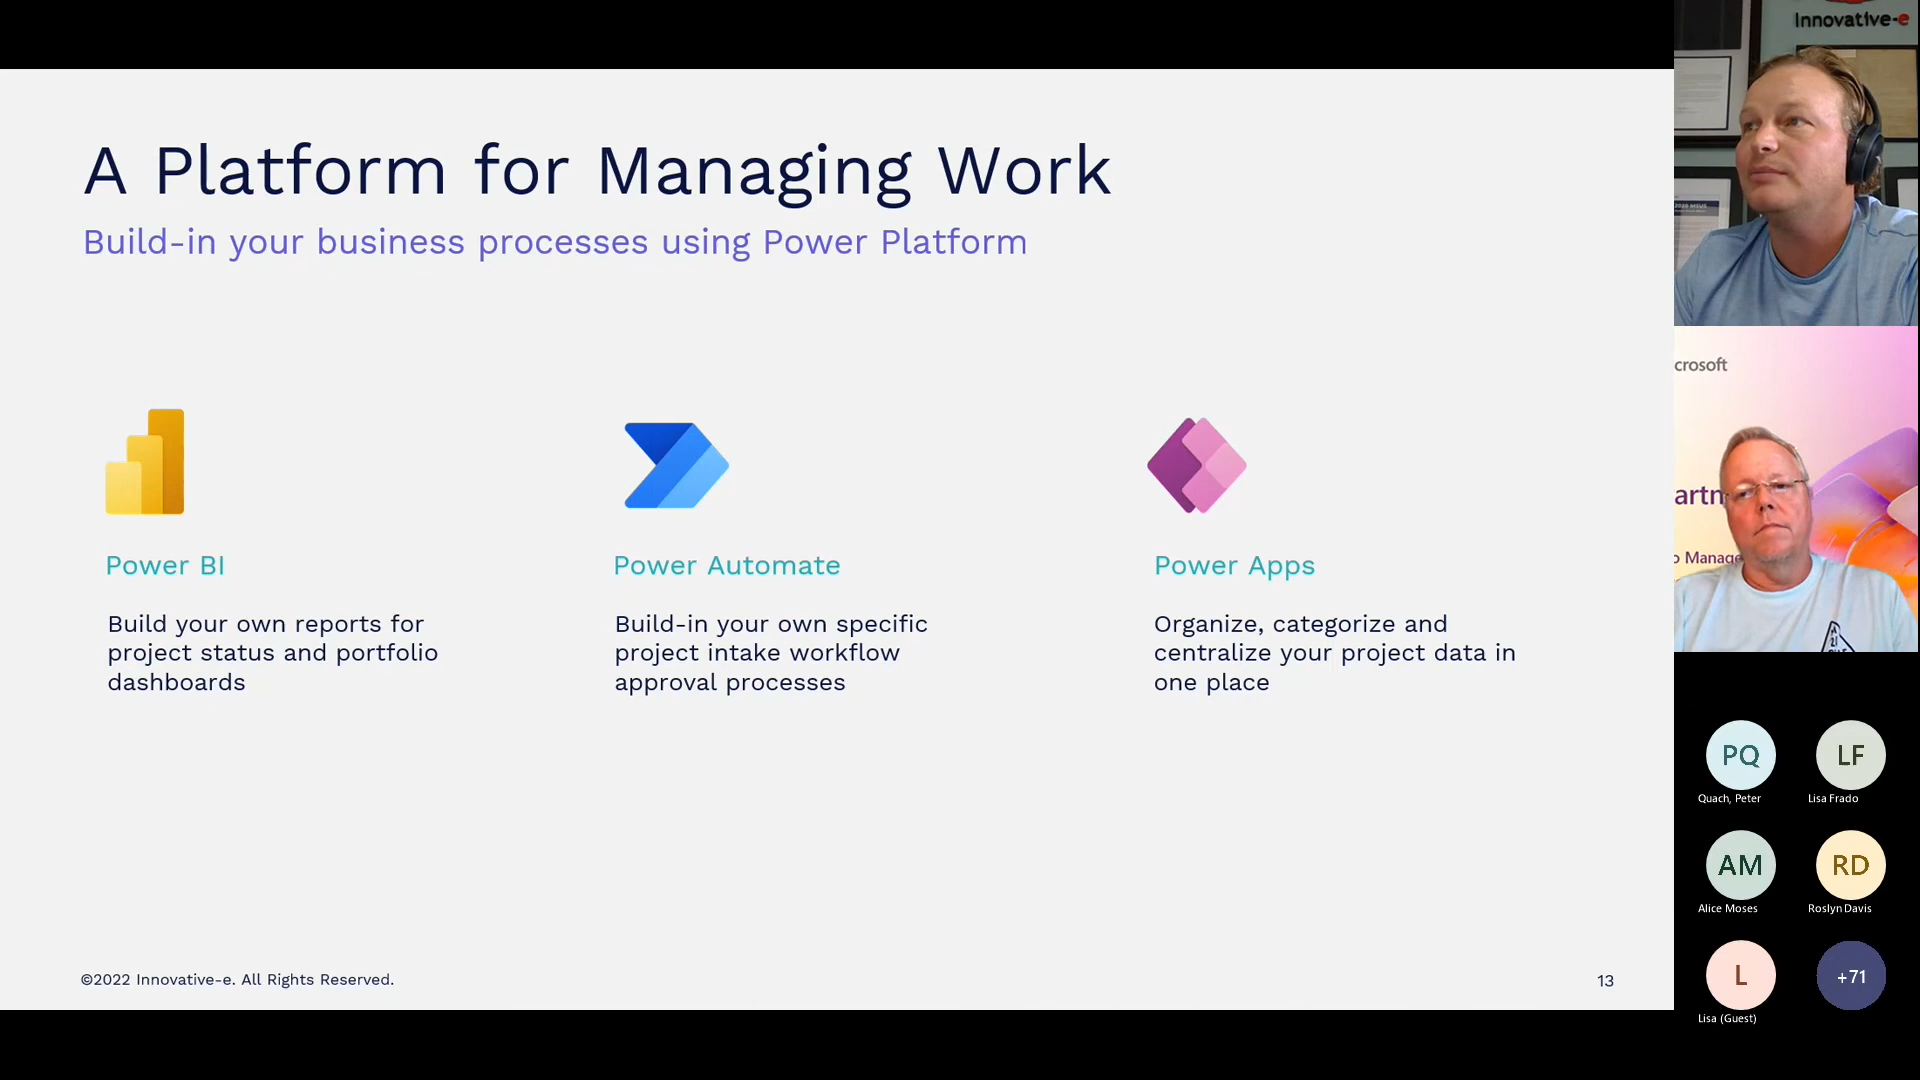 A Platform for Managing Work
Build-in your business processes using Power Platform
Power BI
Build your own reports for
project status and portfolio
dashboards
Power Automate
Build-in your own specific
project intake workflow
approval processes
Power Apps
Organize, categorize and
centralize your project data in
one place
©2022 Innovative-e. All Rights Reserved.
13
Innovative-e
crosoft
artn
o Manage
PQ
Quach, Peter
LF
Lisa Frado
AM
Alice Moses
RD
Roslyn Davis
L
Lisa (Guest)
+71